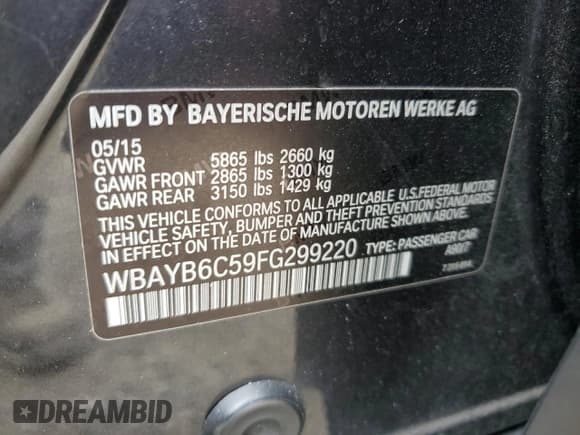 MFD BY BAYERISCHE MOTOREN WERKE AG
05/15
GVWR 5865 lbs 2660 kg
GAWR FRONT 2865 lbs 1300 kg
GAWR REAR 3150 lbs 1429 kg
THIS VEHICLE CONFORMS TO ALL APPLICABLE U.S.FEDERAL MOTOR
VEHICLE SAFETY, BUMPER AND THEFT PREVENTION STANDARDS
IN EFFECT ON THE DATE OF MANUFACTURE SHOWN ABOVE.
WBAYB6C59FG299220 TYPE: PASSENGER CAR
A90/7
DREAMBID